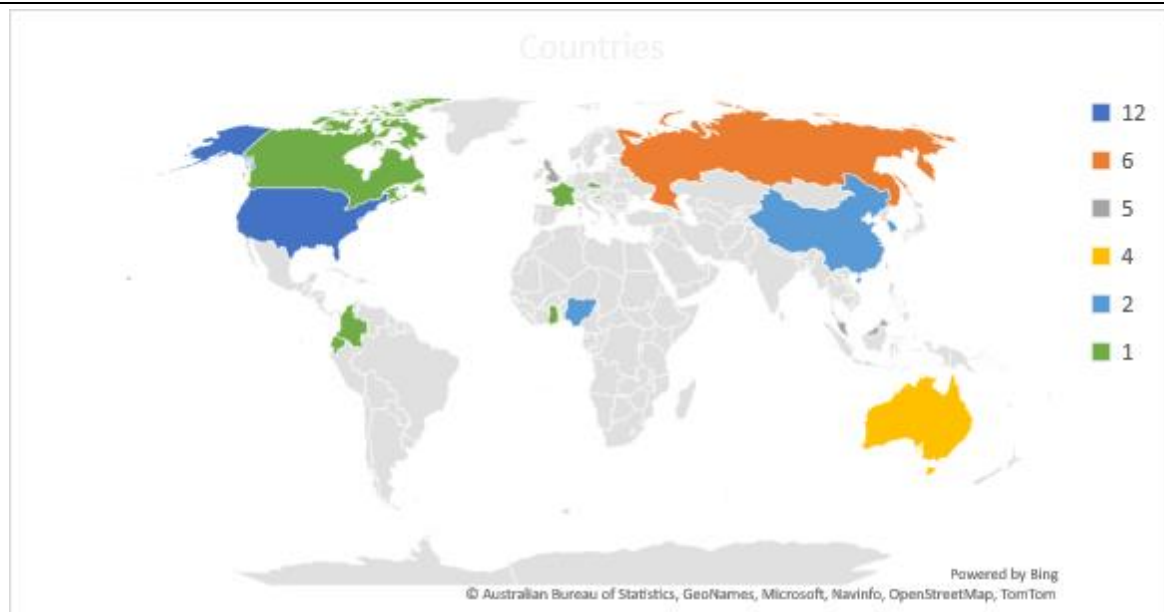 Countries
12
6
5
4
2
1
Powered by Bing
© Australian Bureau of Statistics, GeoNames, Microsoft, Navinfo, OpenStreetMap, TomTom